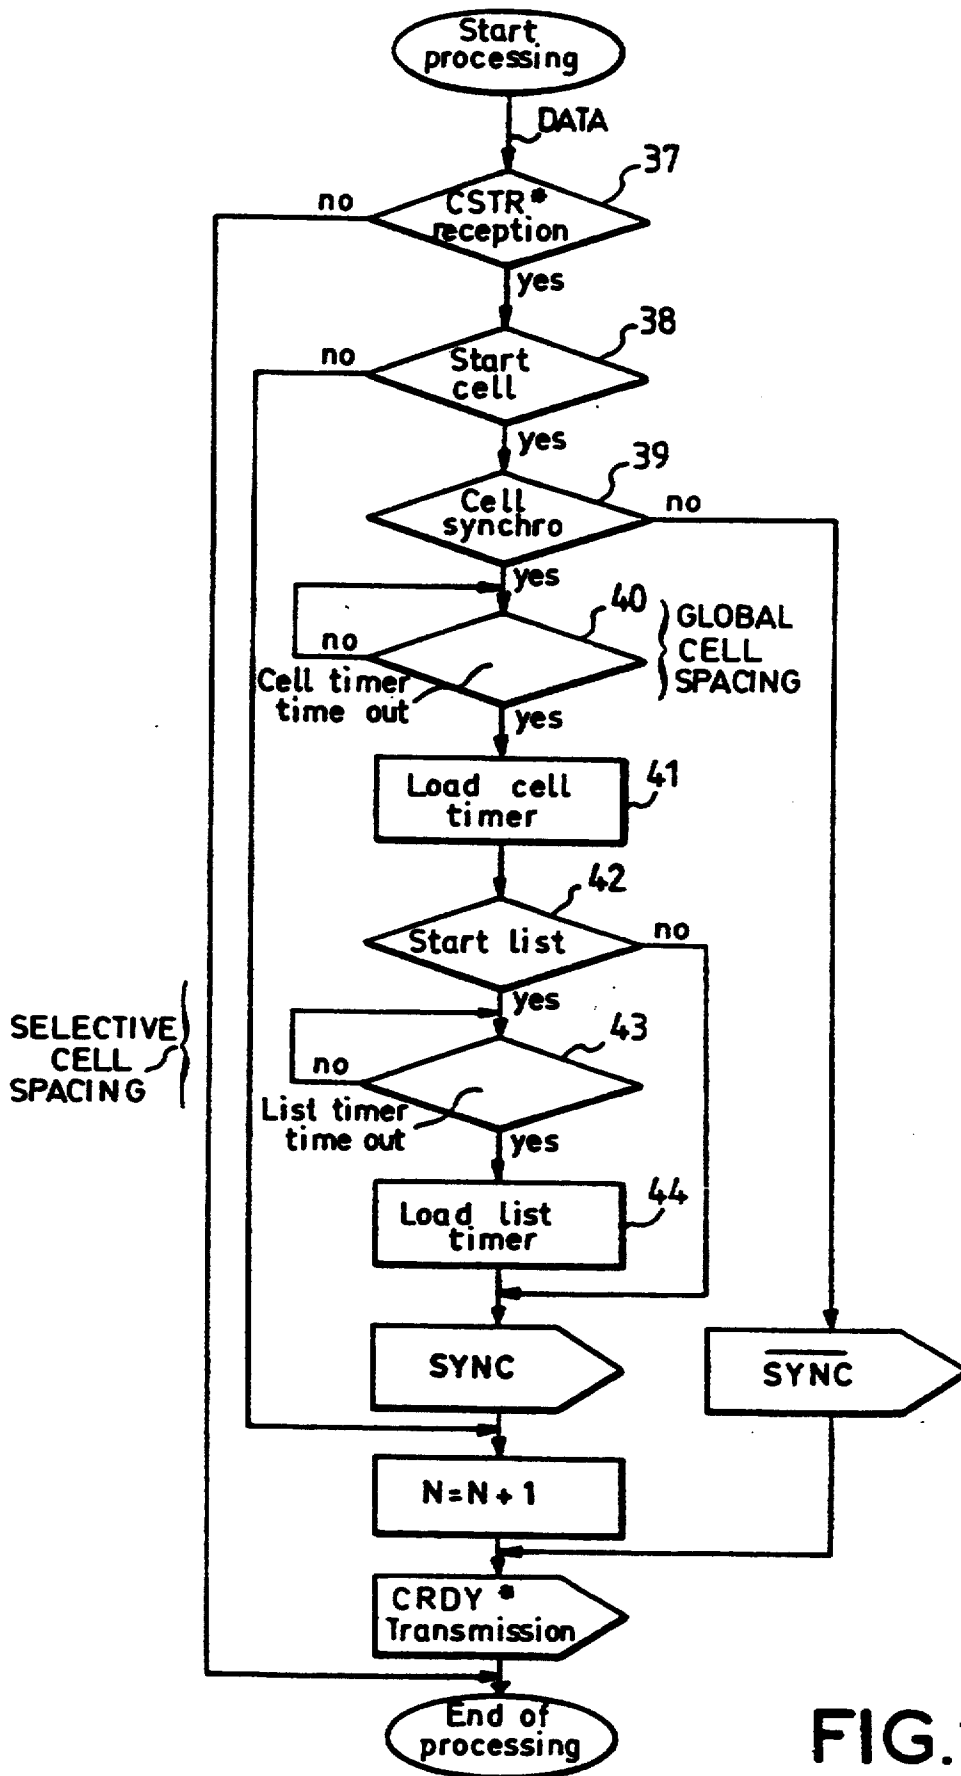 Start
processing
DATA
37
no
CSTR*
reception
yes
38
no
Start
cell
yes
39
Cell
synchro
no
yes
40
no
GLOBAL
CELL
SPACING
Cell timer
time out
yes
Load cell
timer
41
42
Start list
no
yes
43
SELECTIVE
CELL
SPACING
no
List timer
time out
yes
44
Load list
timer
SYNC
SYNC
N=N+1
CRDY *
Transmission
End of
processing
FIG.